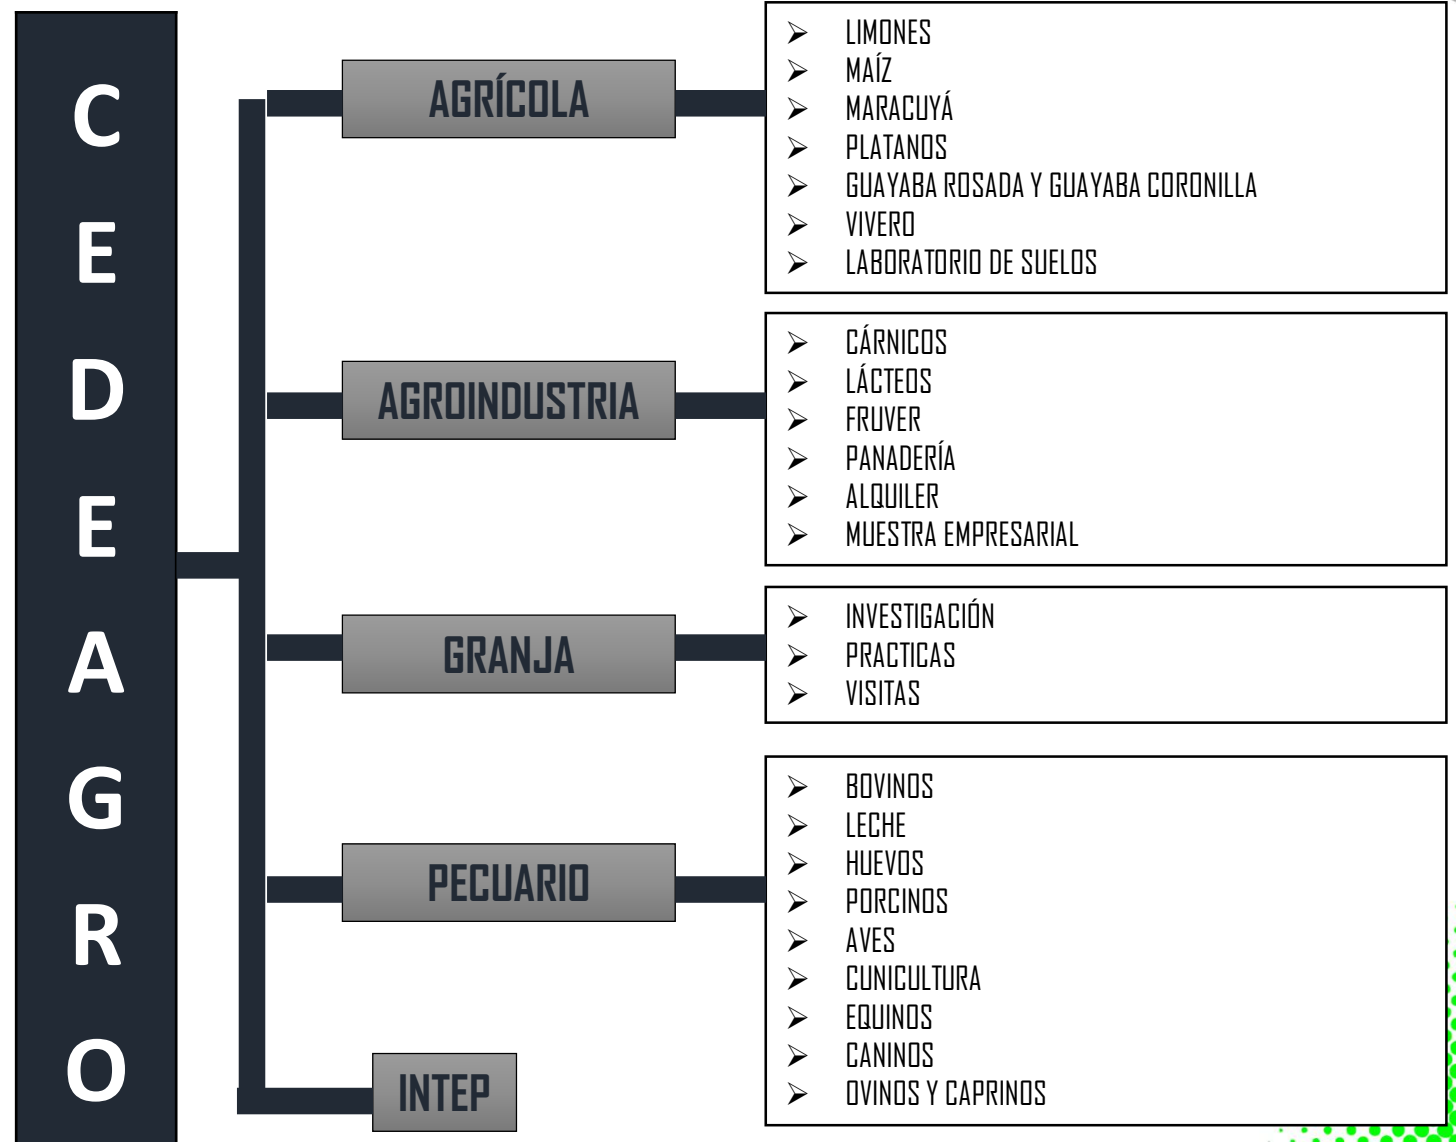 CEDEAGRO
AGRÍCOLA
➢ LIMONES
➢ MAÍZ
➢ MARACUYÁ
➢ PLATANOS
➢ GUAYABA ROSADA Y GUAYABA CORONILLA
➢ VIVERO
➢ LABORATORIO DE SUELOS
AGROINDUSTRIA
➢ CÁRNICOS
➢ LÁCTEOS
➢ FRUVER
➢ PANADERÍA
➢ ALQUILER
➢ MUESTRA EMPRESARIAL
GRANJA
➢ INVESTIGACIÓN
➢ PRACTICAS
➢ VISITAS
PECUARIO
➢ BOVINOS
➢ LECHE
➢ HUEVOS
➢ PORCINOS
➢ AVES
➢ CUNICULTURA
➢ EQUINOS
➢ CANINOS
➢ OVINOS Y CAPRINOS
INTEP